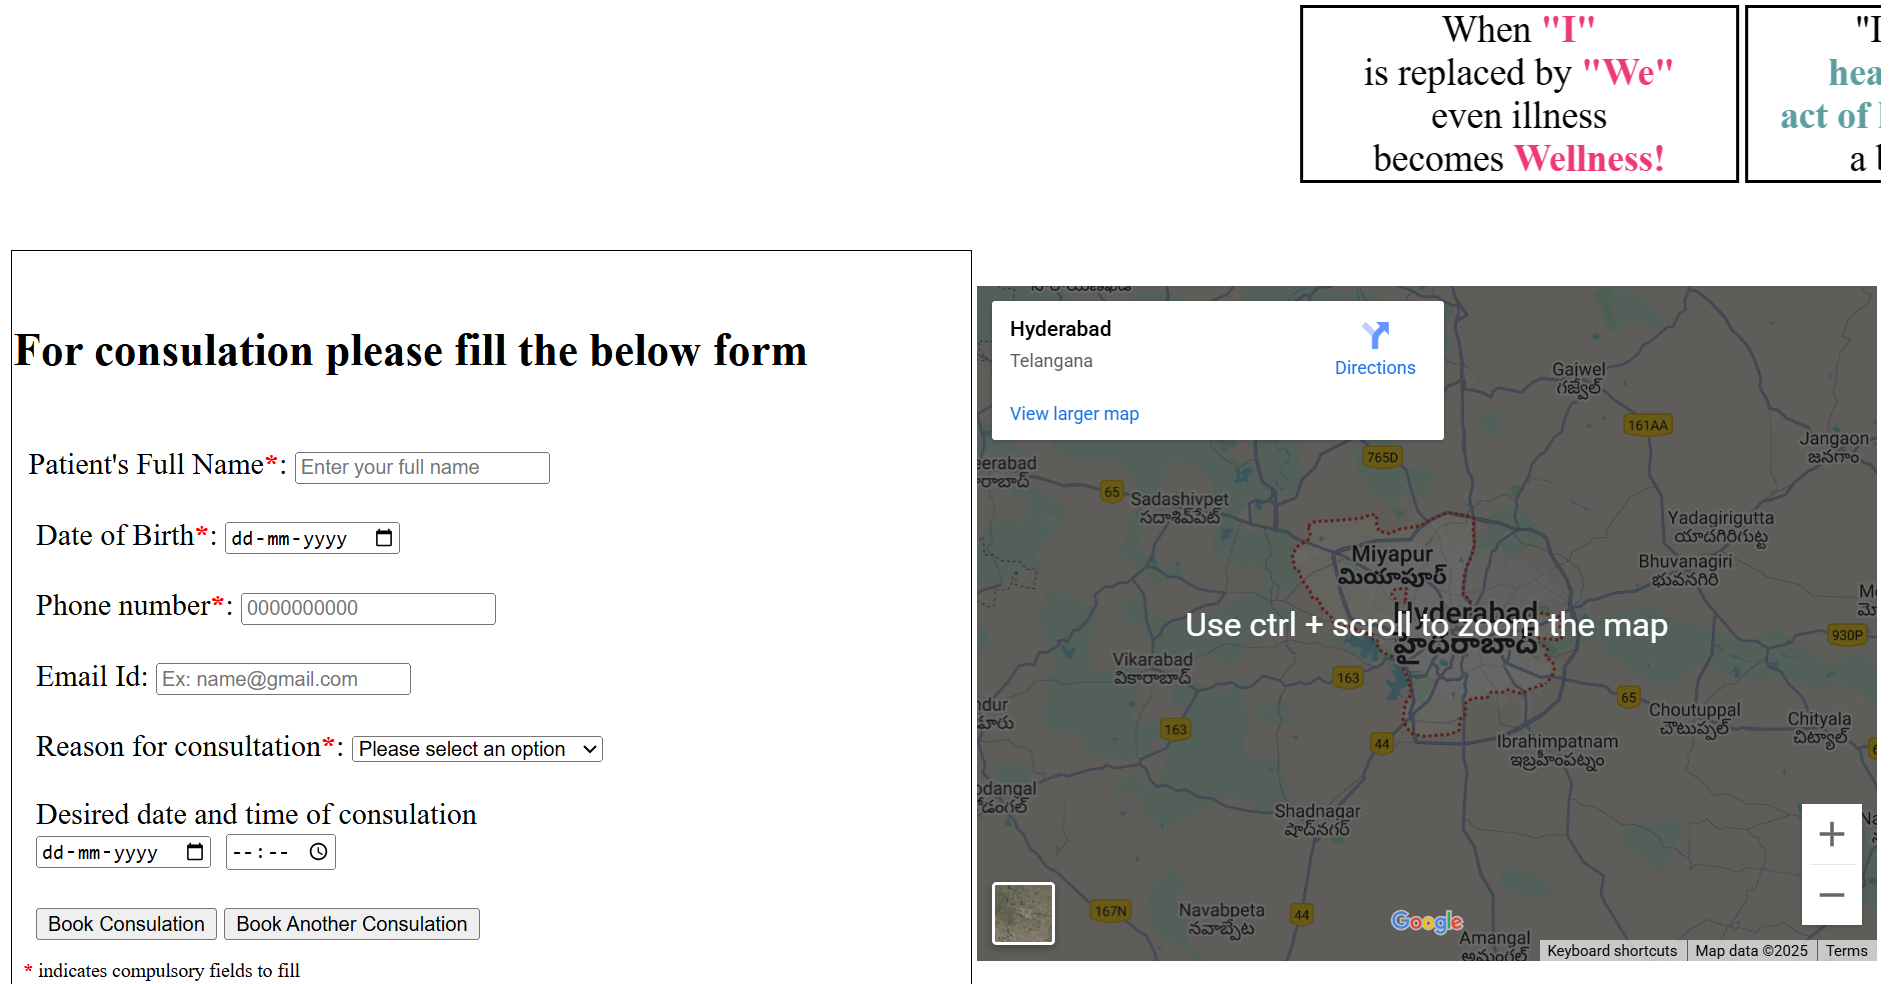 When "I"
is replaced by "We"
even illness
becomes Wellness!
For consulation please fill the below form
Patient's Full Name*: Enter your full name
Date of Birth*: dd-mm-yyyy
Phone number*: 0000000000
Email Id: Ex: name@gmail.com
Reason for consultation*: Please select an option
Desired date and time of consulation
dd-mm-yyyy --:--
Book Consulation Book Another Consulation
* indicates compulsory fields to fill
Hyderabad
Telangana
Directions
View larger map
Gajwel
గజ్వేల్
161AA
Jangaon
జనగాం
765D
65
Sadashivpet
సదాశివపేట్
Yadagirigutta
యాదగిరిగుట్ట
Bhuvanagiri
భువనగిరి
Miyapur
మియాపూర్
Hyderabad
హైదరాబాద్
Use ctrl + scroll to zoom the map
930P
Vikarabad
వికారాబాద్
163
65
Choutuppal
చౌటుప్పల్
Chityala
చిట్యాల్
163
44
Ibrahimpatnam
ఇబ్రహీంపట్నం
Shadnagar
షాద్‌నగర్
167N
Navabpeta
నవాబ్పేట
44
Google
Amangal
Keyboard shortcuts Map data ©2025 Terms